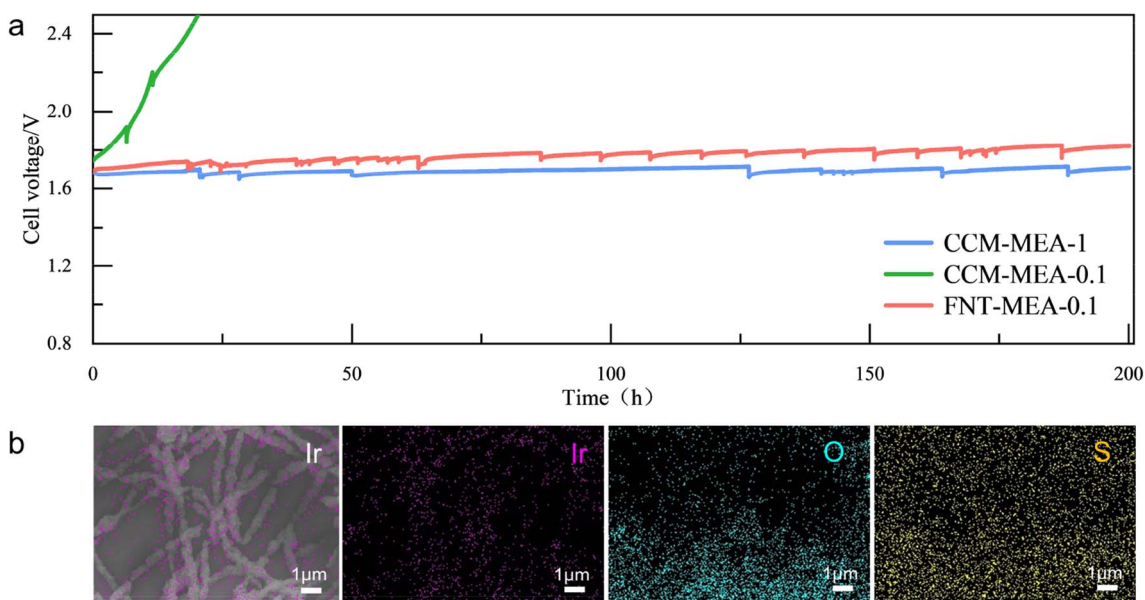 a
Cell voltage/V
2.4
2.0
1.6
1.2
0.8
0
50
100
150
200
Time（h）
CCM-MEA-1
CCM-MEA-0.1
FNT-MEA-0.1
b
Ir
1μm
Ir
1μm
O
1μm
S
1μm